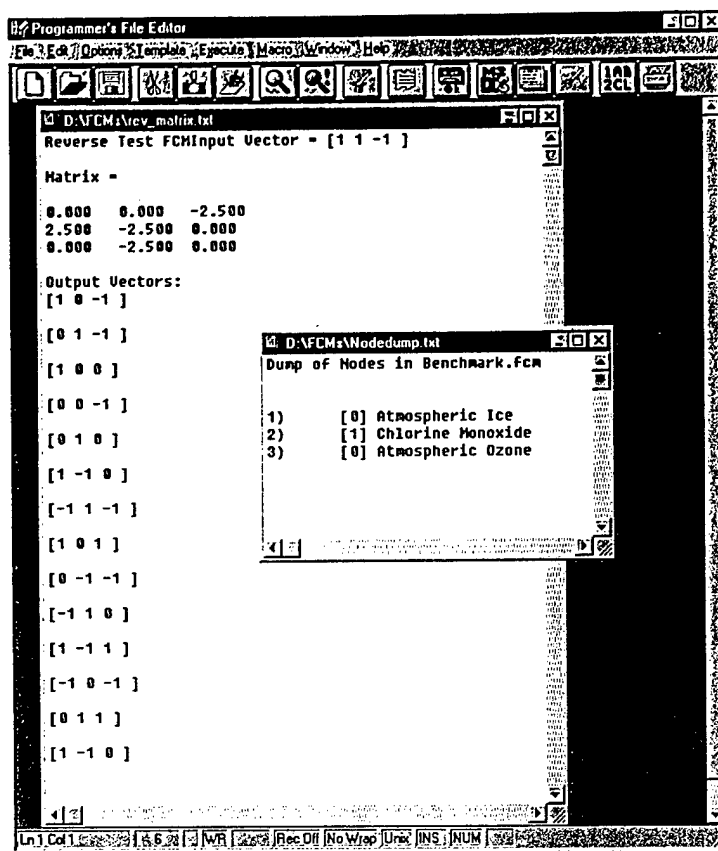 Programmer's File Editor
File Edit Options Template Execute Macro Window Help
D:\FCMs\rev_matrix.txt
Reverse Test FCMInput Vector = [1 1 -1 ]
Matrix =
0.000 0.000 -2.500
2.500 -2.500 0.000
0.000 -2.500 0.000
Output Vectors:
[1 0 -1 ]
[0 1 -1 ]
[1 0 0 ]
[0 0 -1 ]
[0 1 0 ]
[1 -1 0 ]
[-1 1 -1 ]
[1 0 1 ]
[0 -1 -1 ]
[-1 1 0 ]
[1 -1 1 ]
[-1 0 -1 ]
[0 1 1 ]
[1 -1 0 ]
D:\FCMs\Nodedump.txt
Dump of Nodes in Benchmark.fcm
1) [0] Atmospheric Ice
2) [1] Chlorine Monoxide
3) [0] Atmospheric Ozone
Ln 1 Col 1 WR Rec Off No Wrap Unix INS NUM